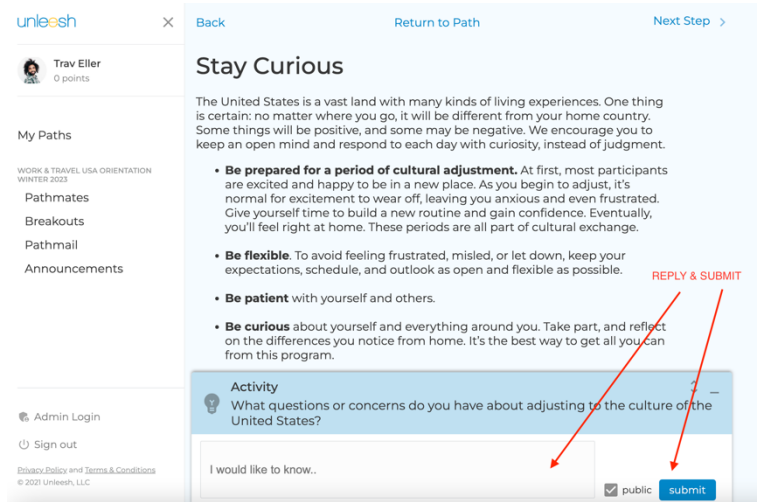 unleesh
Trav Eller
0 points
My Paths
WORK & TRAVEL USA ORIENTATION
WINTER 2023
Pathmates
Breakouts
Pathmail
Announcements
Admin Login
Sign out
Privacy Policy and Terms & Conditions
© 2021 Unleesh, LLC
Back
Return to Path
Next Step >
Stay Curious
The United States is a vast land with many kinds of living experiences. One thing
is certain: no matter where you go, it will be different from your home country.
Some things will be positive, and some may be negative. We encourage you to
keep an open mind and respond to each day with curiosity, instead of judgment.
• Be prepared for a period of cultural adjustment. At first, most participants
are excited and happy to be in a new place. As you begin to adjust, it's
normal for excitement to wear off, leaving you anxious and even frustrated.
Give yourself time to build a new routine and gain confidence. Eventually,
you'll feel right at home. These periods are all part of cultural exchange.
• Be flexible. To avoid feeling frustrated, misled, or let down, keep your
expectations, schedule, and outlook as open and flexible as possible.
REPLY & SUBMIT
• Be patient with yourself and others.
• Be curious about yourself and everything around you. Take part, and reflect
on the differences you notice from home. It's the best way to get all you can
from this program.
Activity
What questions or concerns do you have about adjusting to the culture of the
United States?
I would like to know..
public
submit